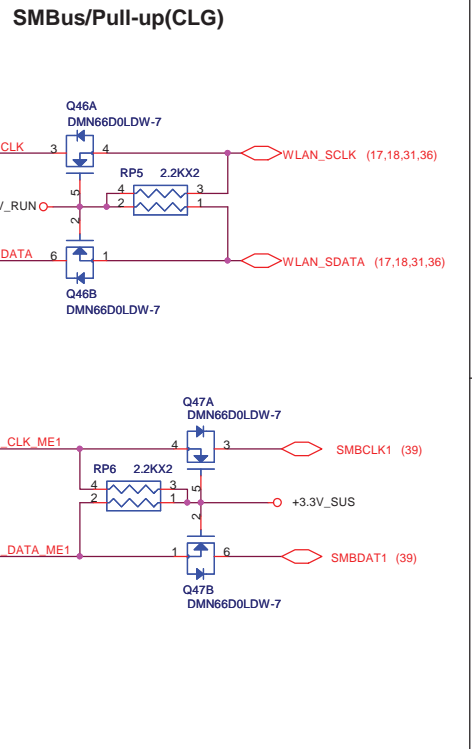 SMBus/Pull-up(CLG)
Q46A
DMN66D0LDW-7
CLK 3 4
WLAN_SCLK (17,18,31,36)
RP5 2.2KX2
5 4 3
V_RUN 2 1
2
DATA 6 1
WLAN_SDATA (17,18,31,36)
Q46B
DMN66D0LDW-7
Q47A
DMN66D0LDW-7
_CLK_ME1 4 3 SMBCLK1 (39)
RP6 2.2KX2
4 3 5
2 1 +3.3V_SUS
2
_DATA_ME1 1 6 SMBDAT1 (39)
Q47B
DMN66D0LDW-7